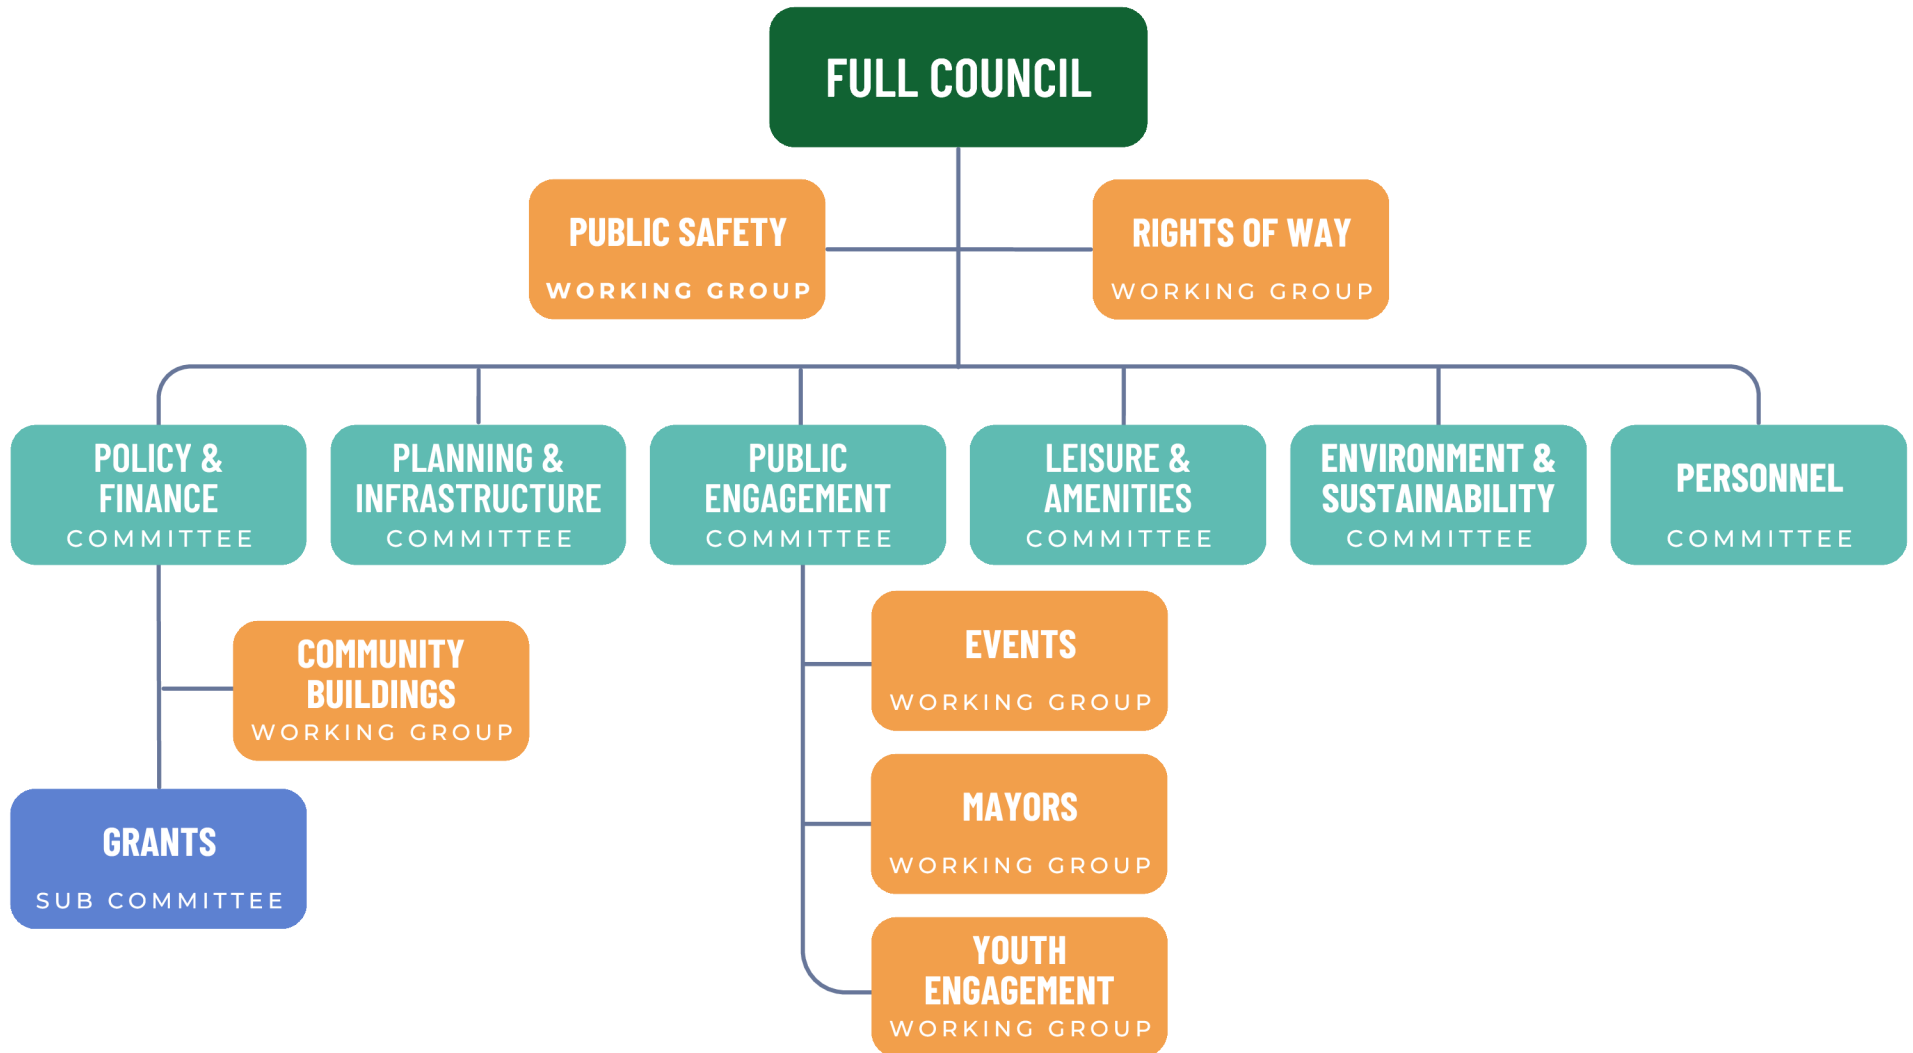 FULL COUNCIL
PUBLIC SAFETY
WORKING GROUP
RIGHTS OF WAY
WORKING GROUP
POLICY &
FINANCE
COMMITTEE
PLANNING &
INFRASTRUCTURE
COMMITTEE
PUBLIC
ENGAGEMENT
COMMITTEE
LEISURE &
AMENITIES
COMMITTEE
ENVIRONMENT &
SUSTAINABILITY
COMMITTEE
PERSONNEL
COMMITTEE
COMMUNITY
BUILDINGS
WORKING GROUP
GRANTS
SUB COMMITTEE
EVENTS
WORKING GROUP
MAYORS
WORKING GROUP
YOUTH
ENGAGEMENT
WORKING GROUP